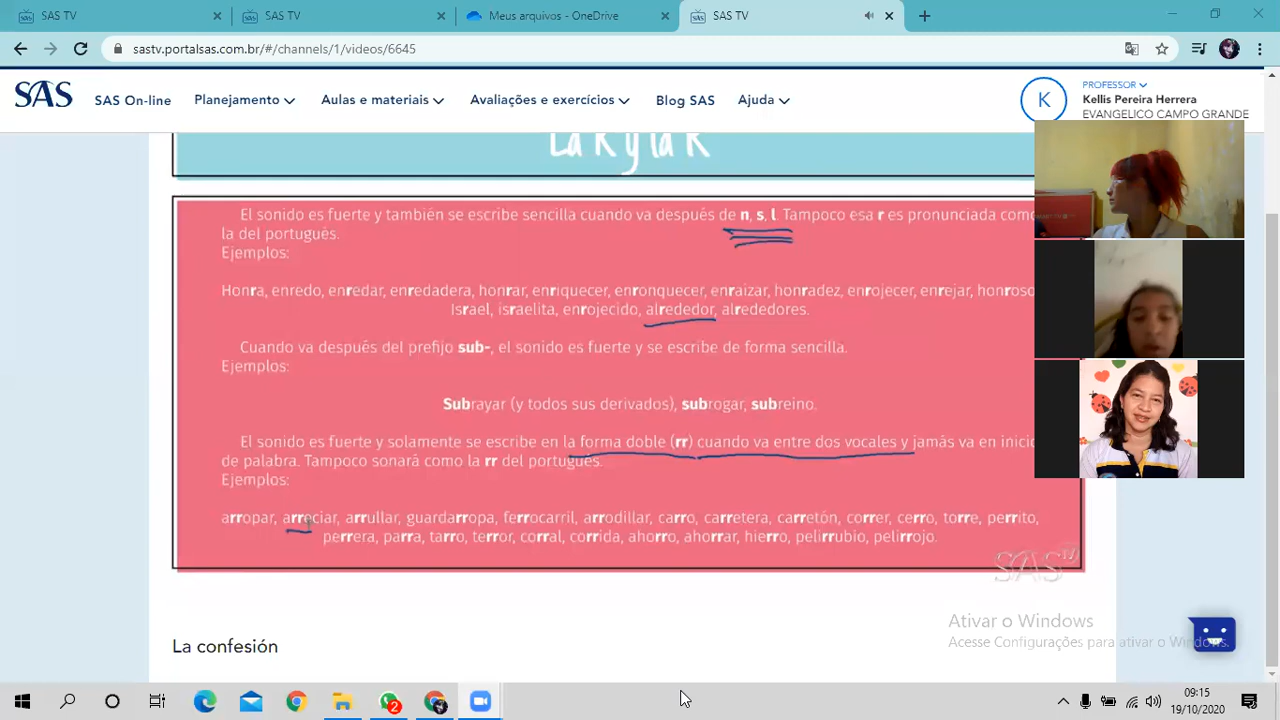 SAS TV
SAS TV
Meus arquivos - OneDrive
SAS TV
sastv.portalsas.com.br/#/channels/1/videos/6645
SAS
SAS On-line
Planejamento
Aulas e materiais
Avaliações e exercícios
Blog SAS
Ajuda
K
PROFESSOR
Kellis Pereira Herrera
EVANGELICO CAMPO GRANDE
La R y la R
El sonido es fuerte y también se escribe sencilla cuando va después de n, s, l. Tampoco esa r es pronunciada como
la del portugués.
Ejemplos:
Honra, enredo, enredar, enredadera, honrar, enriquecer, enronquecer, enraizar, honradez, enrojecer, enrejar, honroso
Israel, israelita, enrojecido, alrededor, alrededores.
Cuando va después del prefijo sub-, el sonido es fuerte y se escribe de forma sencilla.
Ejemplos:
Subrayar (y todos sus derivados), subrogar, subreino.
El sonido es fuerte y solamente se escribe en la forma doble (rr) cuando va entre dos vocales y jamás va en inicio
de palabra. Tampoco sonará como la rr del portugués.
Ejemplos:
arropar, arrociar, arrullar, guardarropa, ferrocarril, arrodillar, carro, carretera, carretón, correr, cerro, torre, perrito,
perrera, parra, tarro, terror, corral, corrida, ahorro, ahorrar, hierro, pelirrubio, pelirrojo.
SAS TV
Ativar o Windows
Acesse Configurações para ativar o Windows.
La confesión
2
09:15
19/10/2020